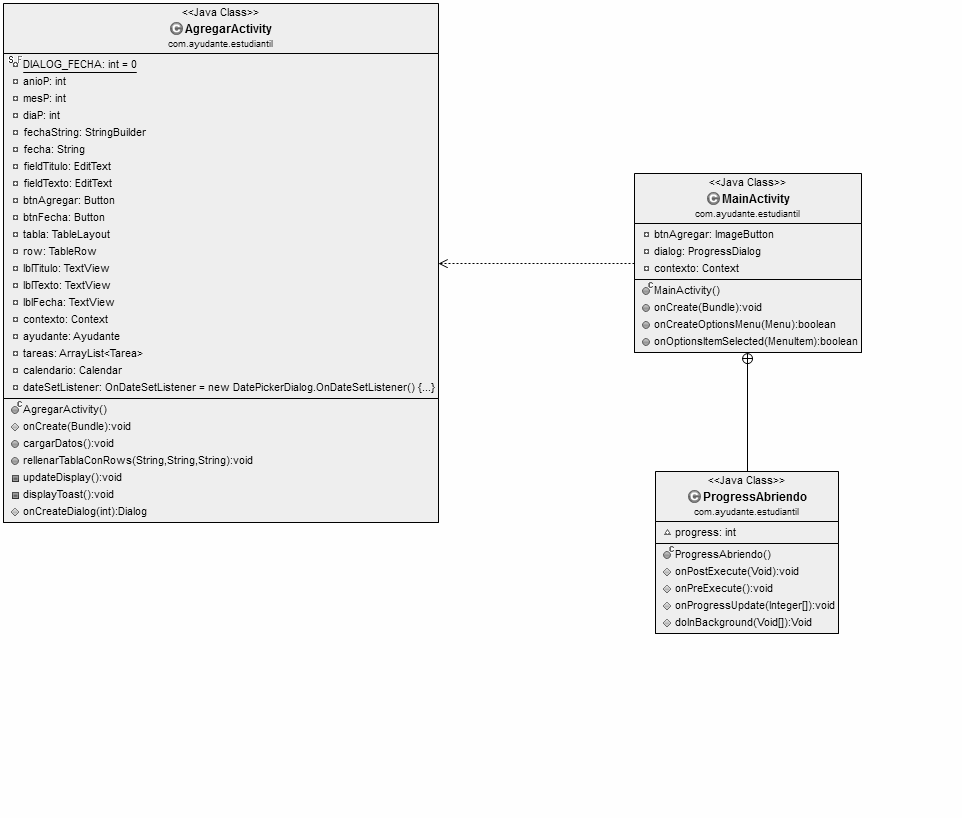 <<Java Class>>
C AgregarActivity
com.ayudante.estudiantil
S F DIALOG_FECHA: int = 0
anioP: int
mesP: int
diaP: int
fechaString: StringBuilder
fecha: String
fieldTitulo: EditText
fieldTexto: EditText
btnAgregar: Button
btnFecha: Button
tabla: TableLayout
row: TableRow
lblTitulo: TextView
lblTexto: TextView
lblFecha: TextView
contexto: Context
ayudante: Ayudante
tareas: ArrayList<Tarea>
calendario: Calendar
dateSetListener: OnDateSetListener = new DatePickerDialog.OnDateSetListener() {...}
C AgregarActivity()
onCreate(Bundle):void
cargarDatos():void
rellenarTablaConRows(String,String,String):void
updateDisplay():void
displayToast():void
onCreateDialog(int):Dialog
<<Java Class>>
C MainActivity
com.ayudante.estudiantil
btnAgregar: ImageButton
dialog: ProgressDialog
contexto: Context
C MainActivity()
onCreate(Bundle):void
onCreateOptionsMenu(Menu):boolean
onOptionsItemSelected(MenuItem):boolean
<<Java Class>>
C ProgressAbriendo
com.ayudante.estudiantil
progress: int
C ProgressAbriendo()
onPostExecute(Void):void
onPreExecute():void
onProgressUpdate(Integer[]):void
doInBackground(Void[]):Void